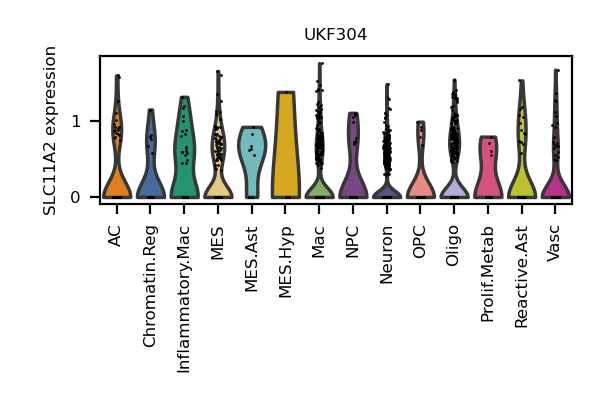 UKF304
SLC11A2 expression
1
0
AC
Chromatin.Reg
Inflammatory.Mac
MES
MES.Ast
MES.Hyp
Mac
NPC
Neuron
OPC
Oligo
Prolif.Metab
Reactive.Ast
Vasc